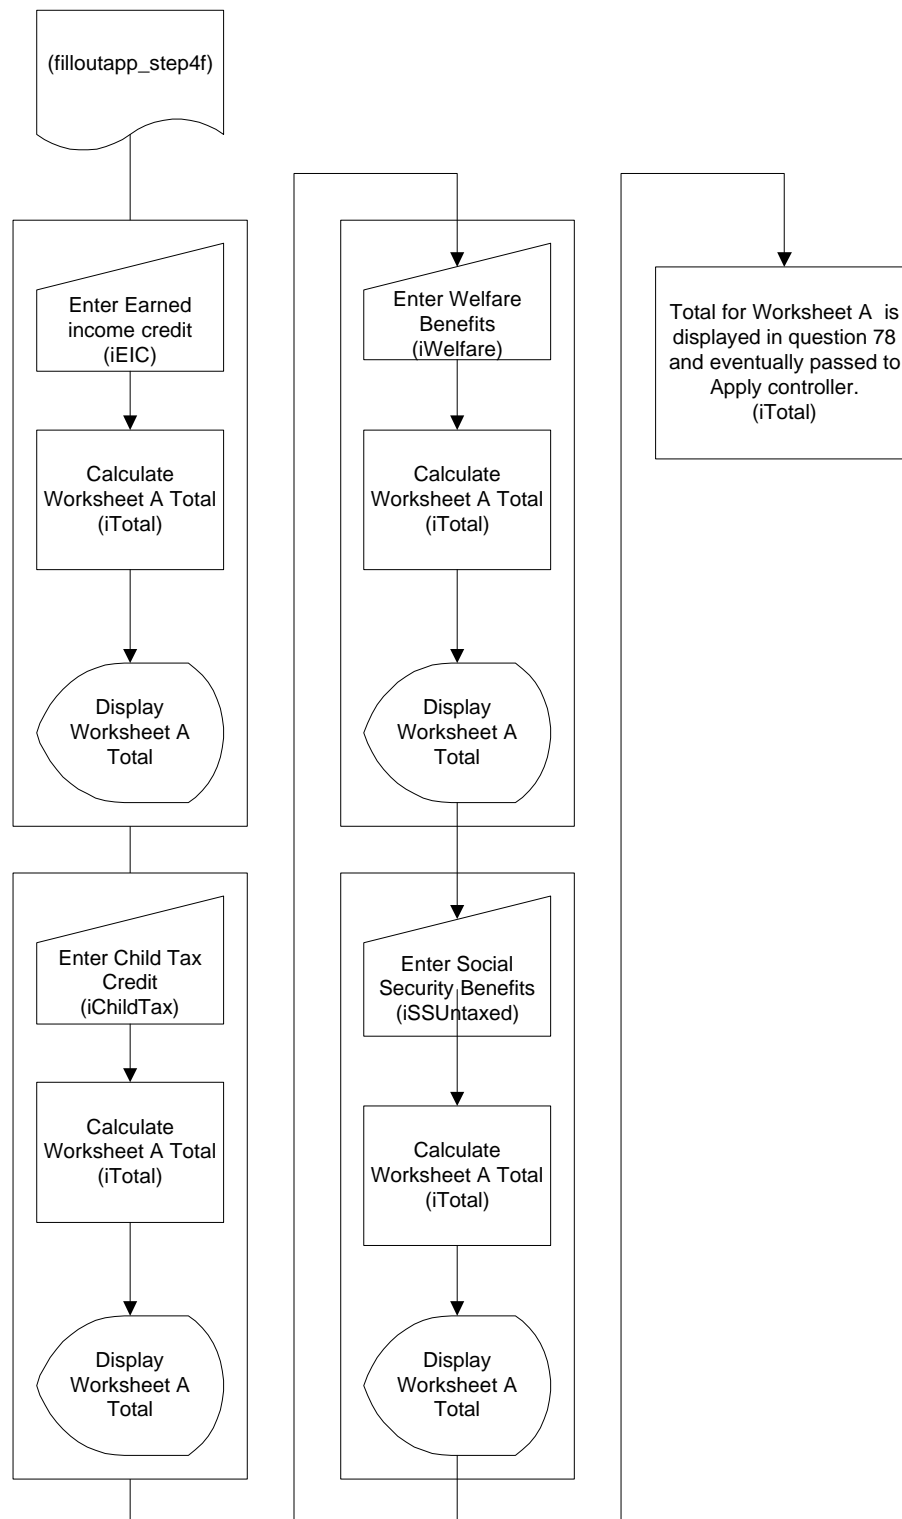 (filloutapp_step4f)
Enter Earned
income credit
(iEIC)
Calculate
Worksheet A Total
(iTotal)
Display
Worksheet A
Total
Enter Child Tax
Credit
(iChildTax)
Calculate
Worksheet A Total
(iTotal)
Display
Worksheet A
Total
Enter Welfare
Benefits
(iWelfare)
Calculate
Worksheet A Total
(iTotal)
Display
Worksheet A
Total
Enter Social
Security Benefits
(iSSUntaxed)
Calculate
Worksheet A Total
(iTotal)
Display
Worksheet A
Total
Total for Worksheet A is
displayed in question 78
and eventually passed to
Apply controller.
(iTotal)